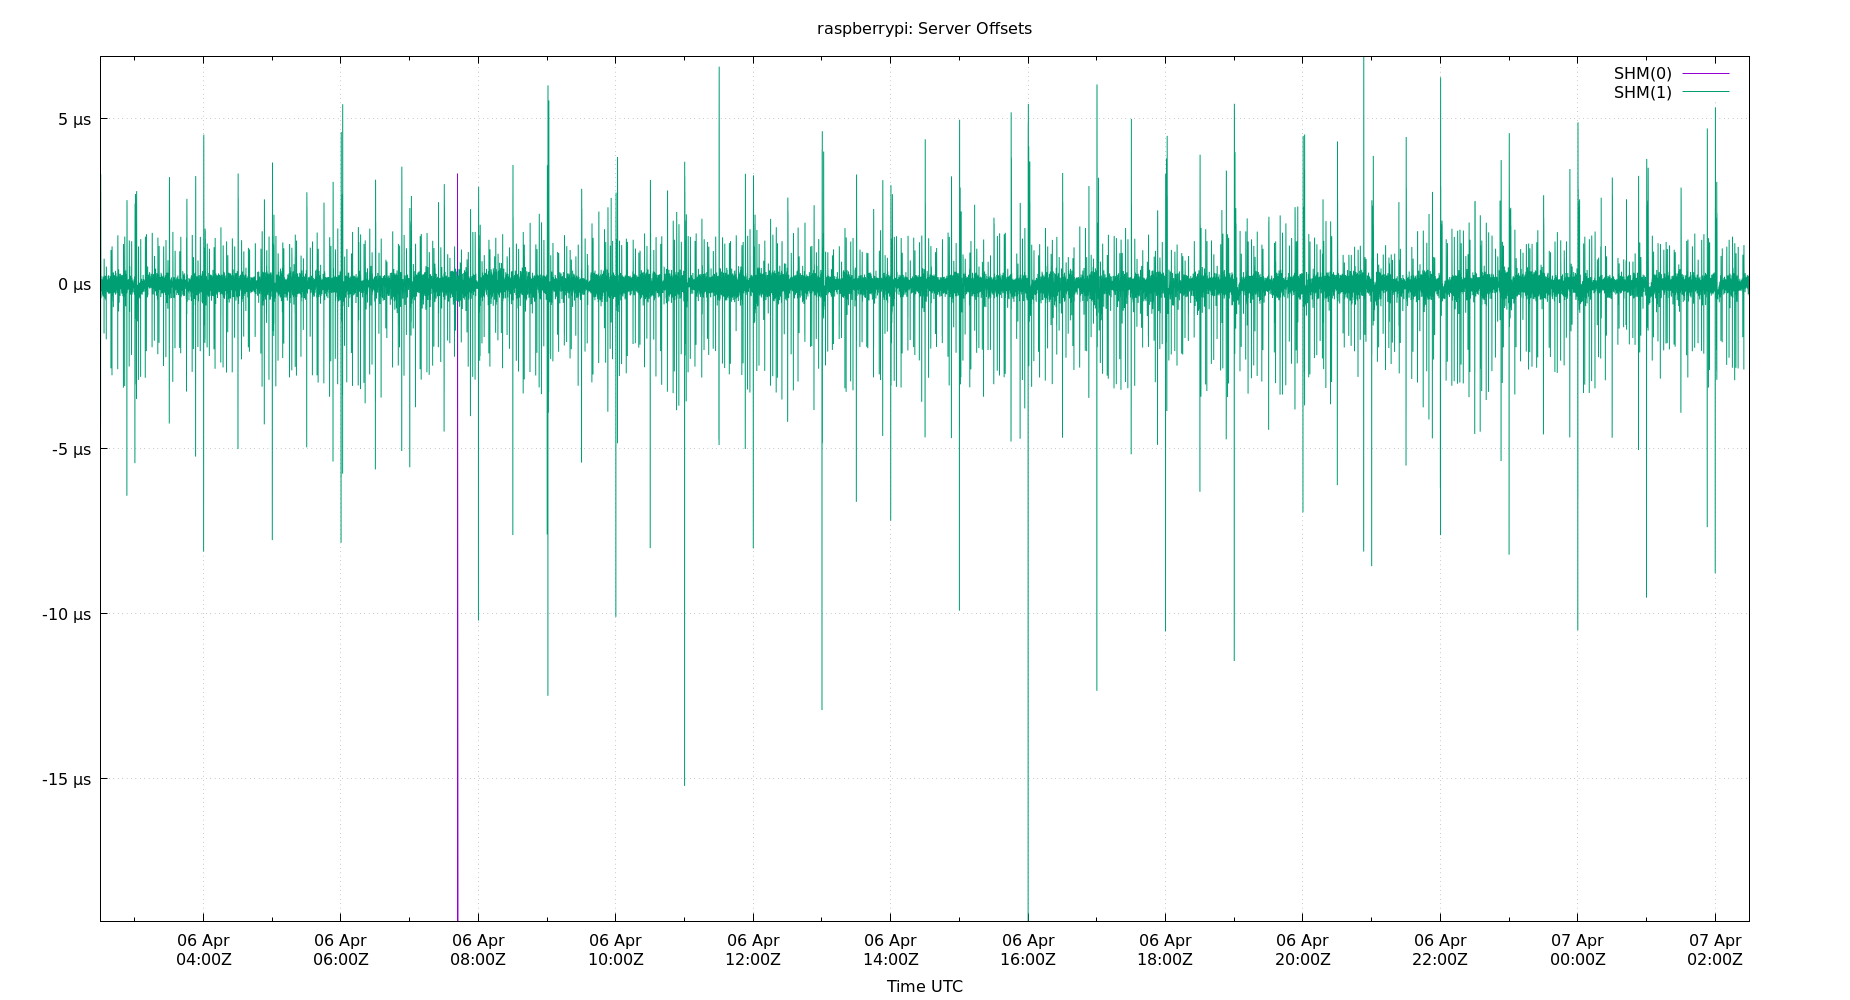 raspberrypi: Server Offsets
SHM(0)
SHM(1)
5 µs
0 µs
-5 µs
-10 µs
-15 µs
06 Apr 06 Apr 06 Apr 06 Apr 06 Apr 06 Apr 06 Apr 06 Apr 06 Apr 06 Apr 07 Apr 07 Apr
04:00Z 06:00Z 08:00Z 10:00Z 12:00Z 14:00Z 16:00Z 18:00Z 20:00Z 22:00Z 00:00Z 02:00Z
Time UTC